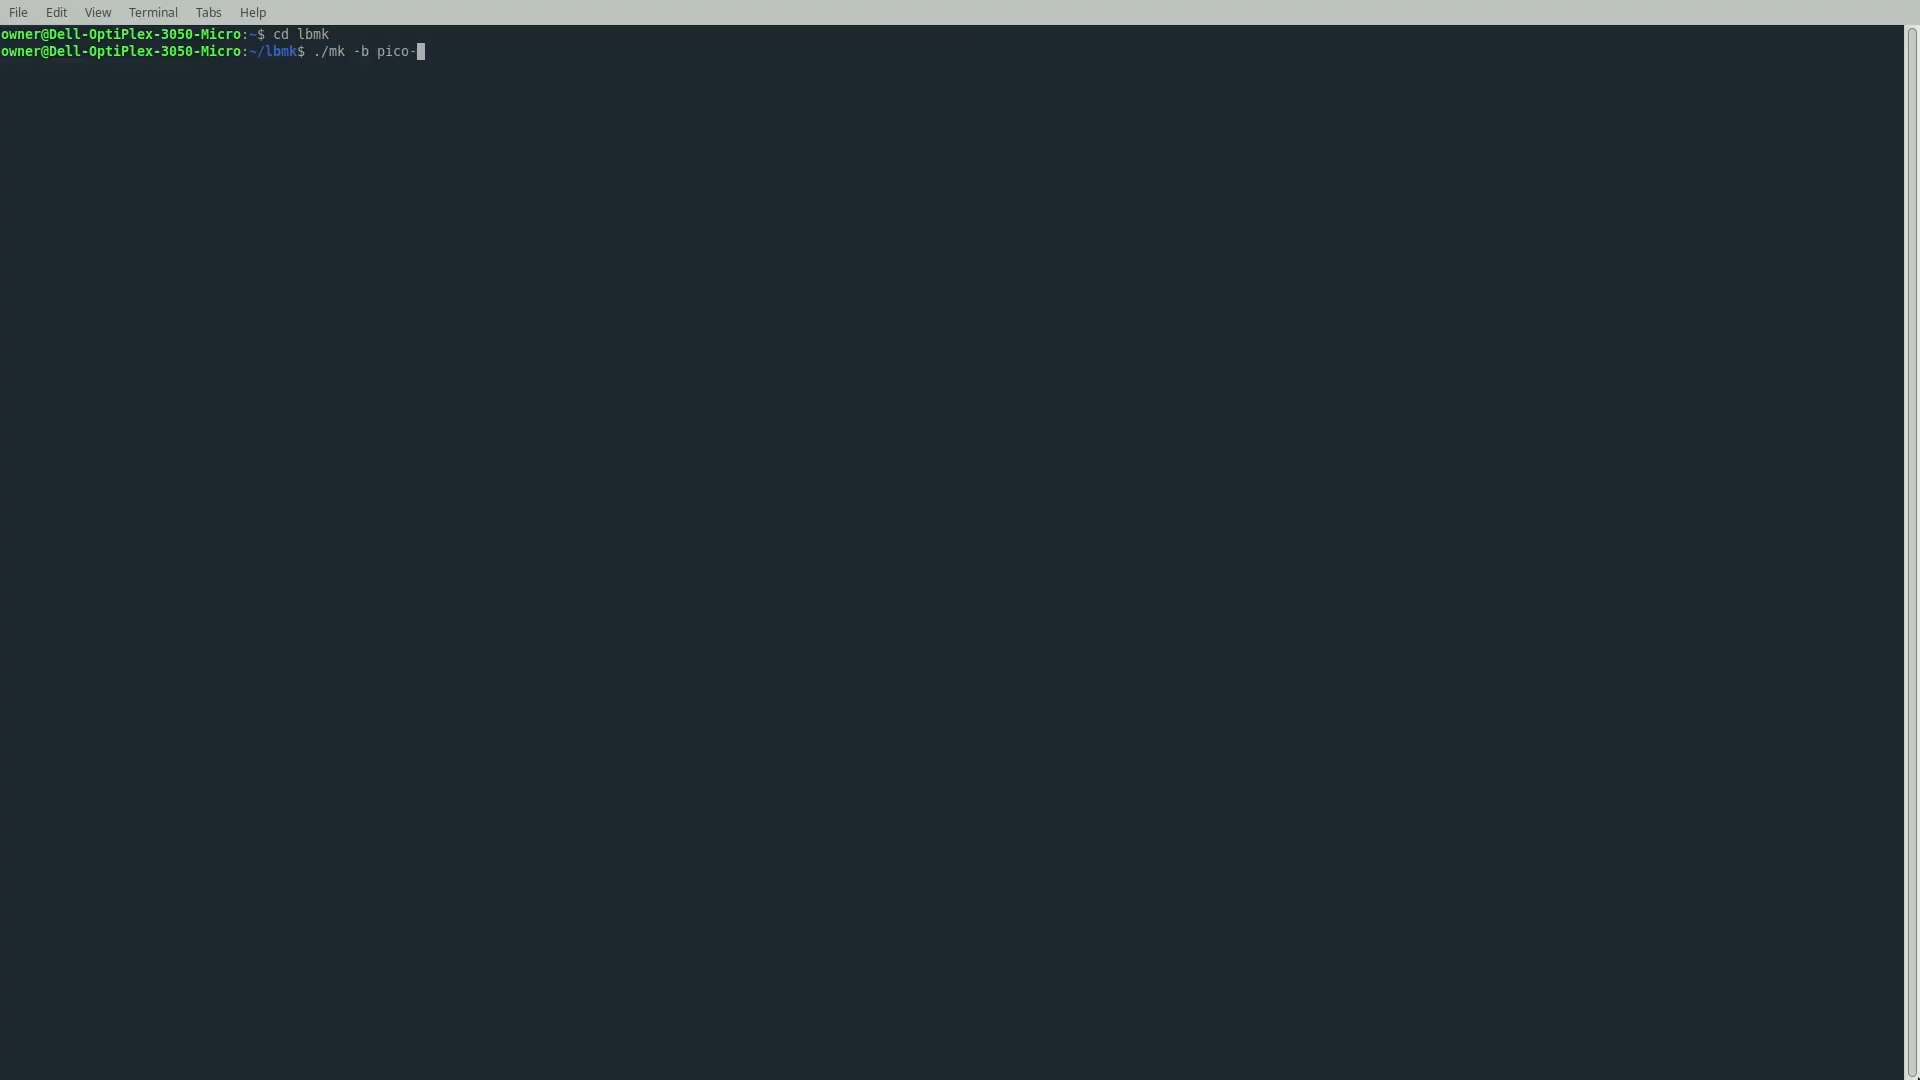 File Edit View Terminal Tabs Help
owner@Dell-OptiPlex-3050-Micro:~$ cd lbmk
owner@Dell-OptiPlex-3050-Micro:~/lbmk$ ./mk -b pico-